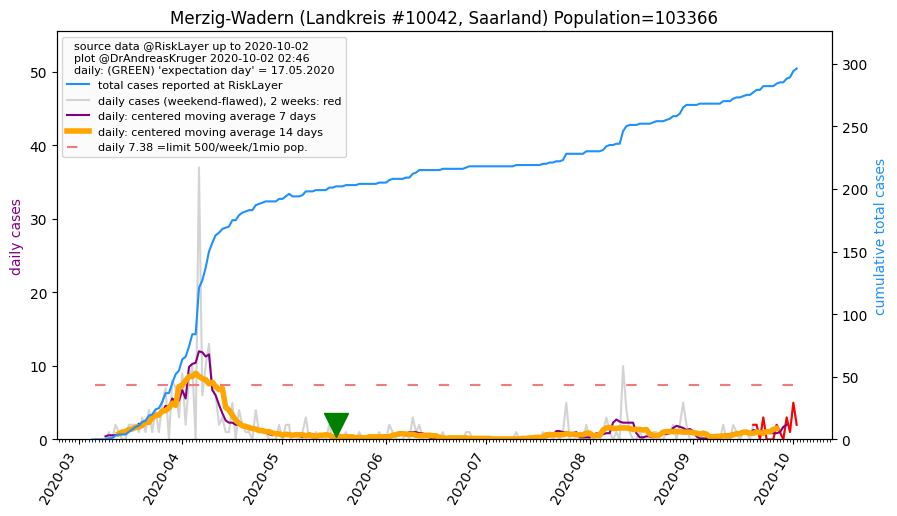 Merzig-Wadern (Landkreis #10042, Saarland) Population=103366
source data @RiskLayer up to 2020-10-02
plot @DrAndreasKruger 2020-10-02 02:46
daily: (GREEN) 'expectation day' = 17.05.2020
total cases reported at RiskLayer
daily cases (weekend-flawed), 2 weeks: red
daily: centered moving average 7 days
daily: centered moving average 14 days
daily 7.38 =limit 500/week/1mio pop.
daily cases
50
40
30
20
10
0
cumulative total cases
300
250
200
150
100
50
0
2020-03
2020-04
2020-05
2020-06
2020-07
2020-08
2020-09
2020-10